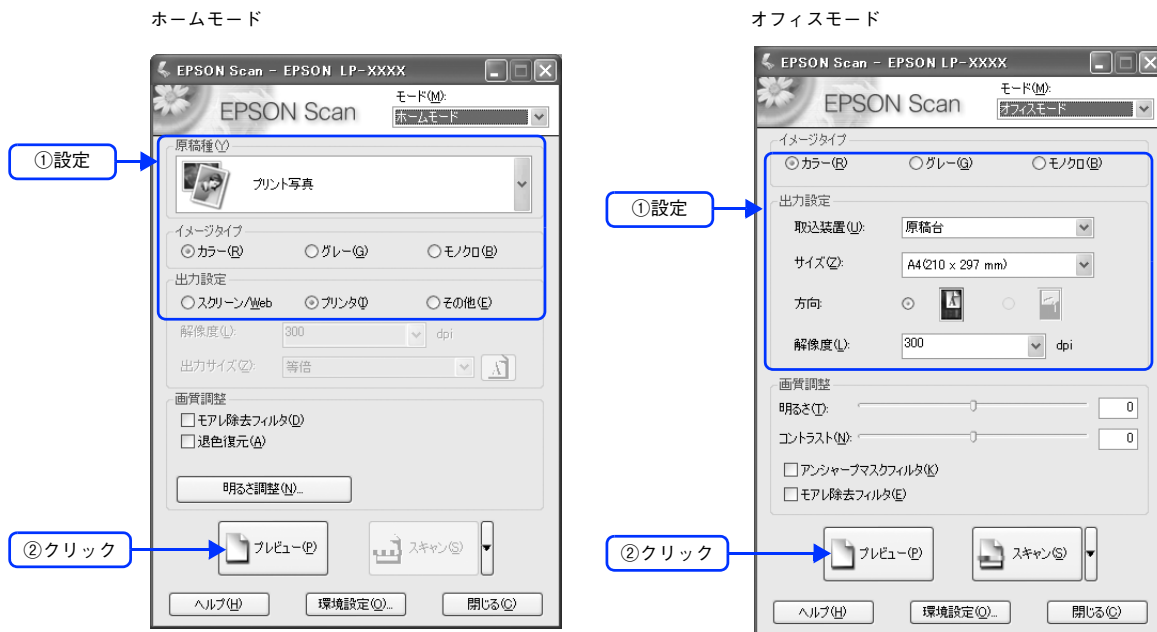 ホームモード
EPSON Scan - EPSON LP-XXXX
EPSON Scan
モード(M):
ホームモード
①設定
原稿種(Y)
プリント写真
イメージタイプ
カラー(R) グレー(G) モノクロ(B)
出力設定
スクリーン/Web プリンタ(I) その他(E)
解像度(L): 300 dpi
出力サイズ(Z): 等倍
画質調整
モアレ除去フィルタ(D)
退色復元(A)
明るさ調整(N)...
②クリック
プレビュー(P) スキャン(S)
ヘルプ(H) 環境設定(O)... 閉じる(C)
オフィスモード
EPSON Scan - EPSON LP-XXXX
EPSON Scan
モード(M):
オフィスモード
①設定
イメージタイプ
カラー(R) グレー(G) モノクロ(B)
出力設定
取込装置(U): 原稿台
サイズ(Z): A4(210 x 297 mm)
方向:
解像度(L): 300 dpi
画質調整
明るさ(T): 0
コントラスト(N): 0
アンシャープマスクフィルタ(K)
モアレ除去フィルタ(E)
②クリック
プレビュー(P) スキャン(S)
ヘルプ(H) 環境設定(O)... 閉じる(C)